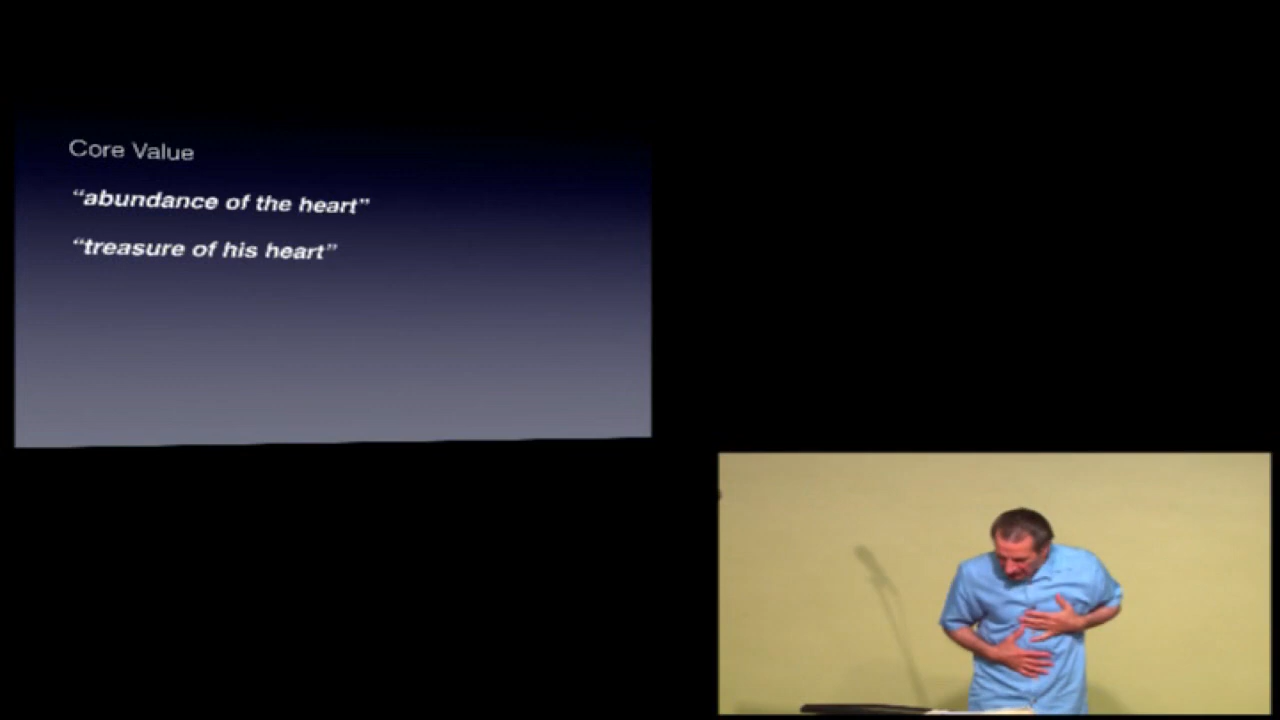 Core Value
“abundance of the heart”
“treasure of his heart”